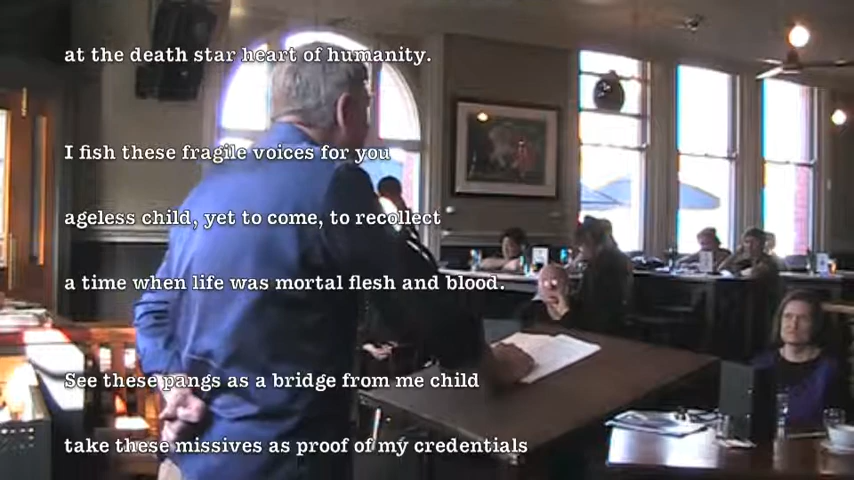 at the death star heart of humanity.
I fish these fragile voices for you
ageless child, yet to come, to recollect
a time when life was mortal flesh and blood.
See these pangs as a bridge from me child
take these missives as proof of my credentials